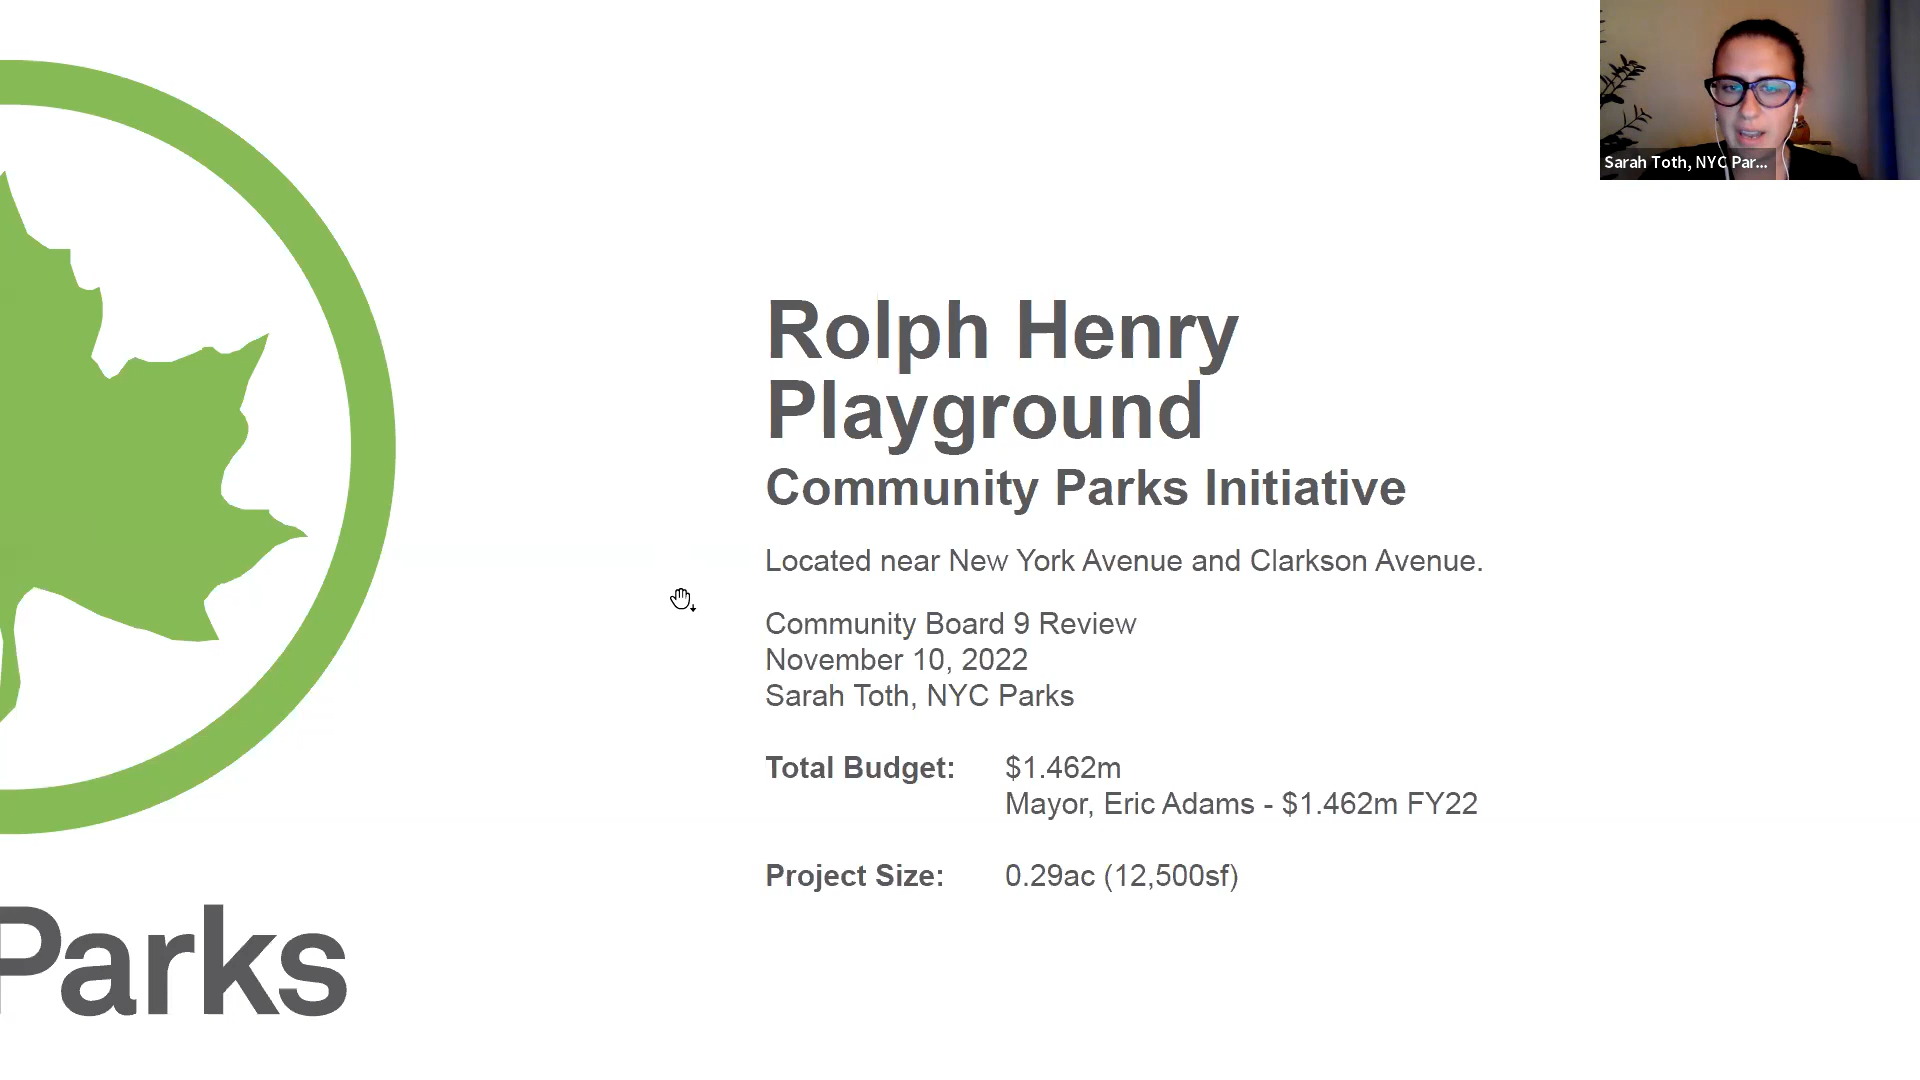 Sarah Toth, NYC Par...
Rolph Henry
Playground
Community Parks Initiative
Located near New York Avenue and Clarkson Avenue.
Community Board 9 Review
November 10, 2022
Sarah Toth, NYC Parks
Total Budget: $1.462m
Mayor, Eric Adams - $1.462m FY22
Project Size: 0.29ac (12,500sf)
Parks